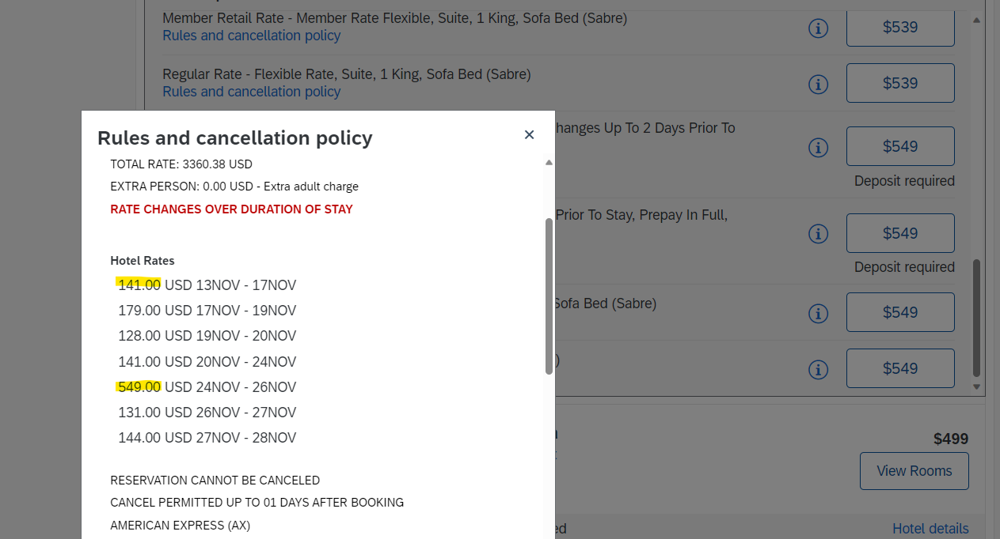 Member Retail Rate - Member Rate Flexible, Suite, 1 King, Sofa Bed (Sabre)
Rules and cancellation policy
$539
Regular Rate - Flexible Rate, Suite, 1 King, Sofa Bed (Sabre)
Rules and cancellation policy
$539
hanges Up To 2 Days Prior To
$549
Deposit required
Prior To Stay, Prepay In Full,
$549
Deposit required
Sofa Bed (Sabre)
$549
)
$549
$499
View Rooms
Hotel details
Rules and cancellation policy
TOTAL RATE: 3360.38 USD
EXTRA PERSON: 0.00 USD - Extra adult charge
RATE CHANGES OVER DURATION OF STAY
Hotel Rates
141.00 USD 13NOV - 17NOV
179.00 USD 17NOV - 19NOV
128.00 USD 19NOV - 20NOV
141.00 USD 20NOV - 24NOV
549.00 USD 24NOV - 26NOV
131.00 USD 26NOV - 27NOV
144.00 USD 27NOV - 28NOV
RESERVATION CANNOT BE CANCELED
CANCEL PERMITTED UP TO 01 DAYS AFTER BOOKING
AMERICAN EXPRESS (AX)